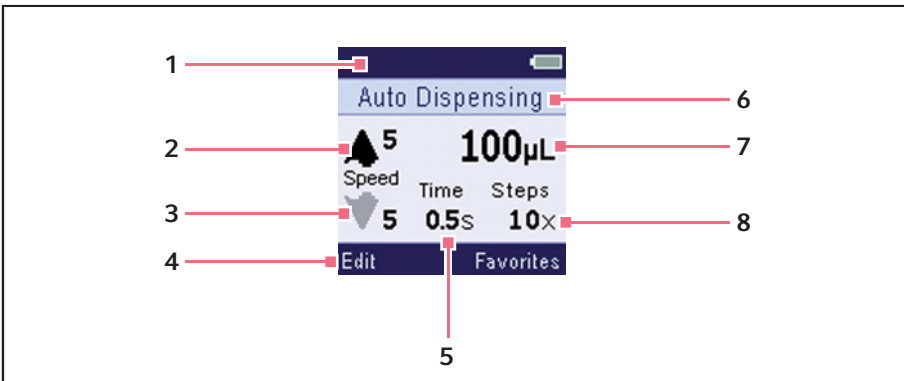 1
Auto Dispensing
6
2
5
100µL
7
Speed
Time Steps
3
5
0.5s
10x
8
4
Edit
Favorites
5